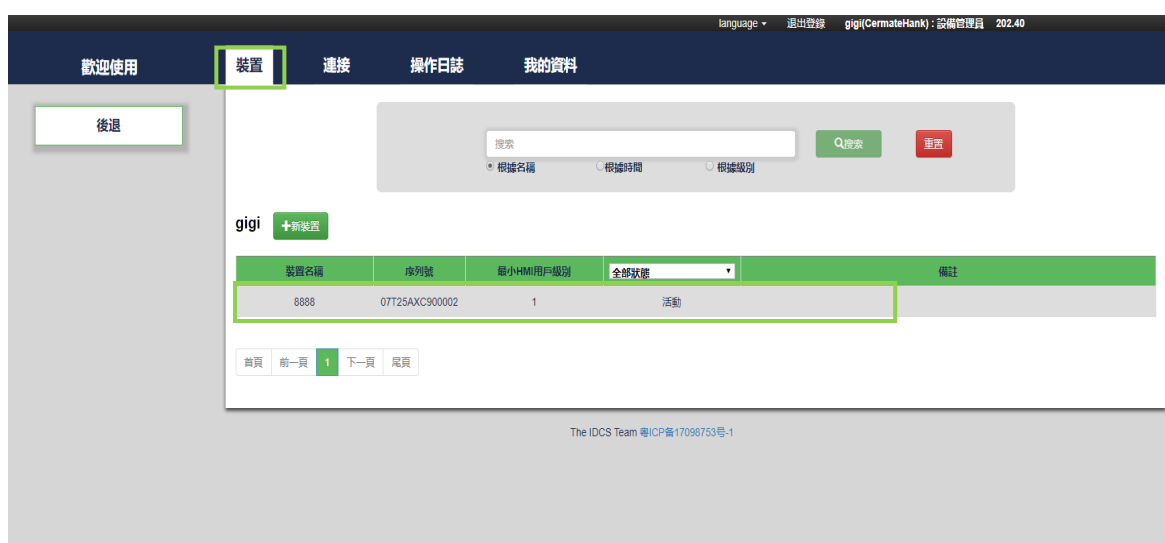 language 退出登錄 gigi(CermateHank) : 設備管理員 202.40
歡迎使用 裝置 連接 操作日誌 我的資料
後退
搜索 搜索 重置
根據名稱 根據時間 根據級別
gigi 新裝置
裝置名稱 序列號 最小HMI用戶級別 全部狀態 備註
8888 07T25AXC900002 1 活動
首頁 前一頁 1 下一頁 尾頁
The IDCS Team 粵ICP备17098753号-1